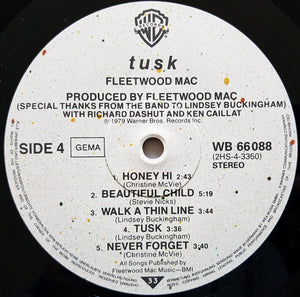 tusk
FLEETWOOD MAC
PRODUCED BY FLEETWOOD MAC
(SPECIAL THANKS FROM THE BAND TO LINDSEY BUCKINGHAM)
WITH RICHARD DASHUT AND KEN CAILLAT
℗ 1979 Warner Bros. Records Inc.
SIDE 4
GEMA
WB 66088
(2HS-4-3360)
STEREO
1. HONEY HI 2:43
(Christine McVie)
2. BEAUTIFUL CHILD 5:19
(Stevie Nicks)
3. WALK A THIN LINE 3:44
(Lindsey Buckingham)
4. TUSK 3:36
(Lindsey Buckingham)
5. NEVER FORGET 3:40
(Christine McVie)
All Songs Published by
Fleetwood Mac Music—BMI
33